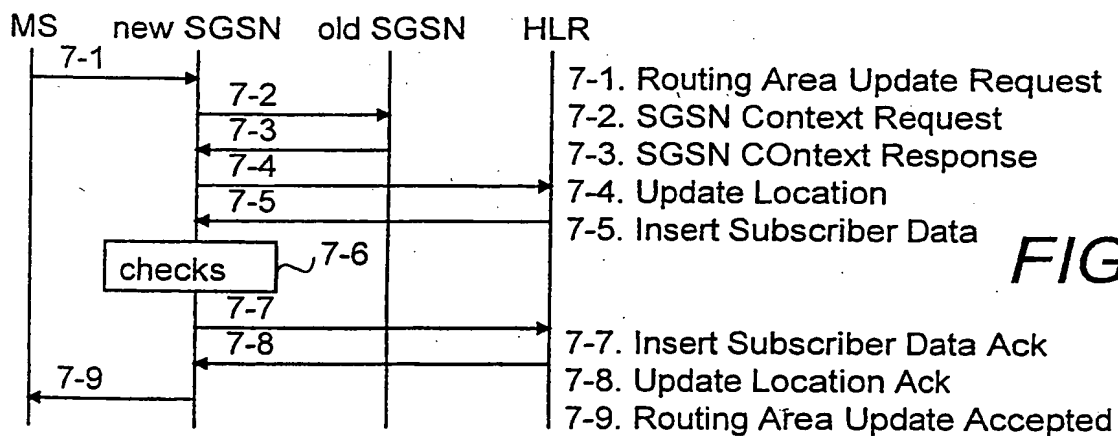 MS new SGSN old SGSN HLR
7-1
7-1. Routing Area Update Request
7-2
7-2. SGSN Context Request
7-3
7-3. SGSN COntext Response
7-4
7-4. Update Location
7-5
7-5. Insert Subscriber Data
checks
7-6
FIG
7-7
7-7. Insert Subscriber Data Ack
7-8
7-8. Update Location Ack
7-9
7-9. Routing Area Update Accepted